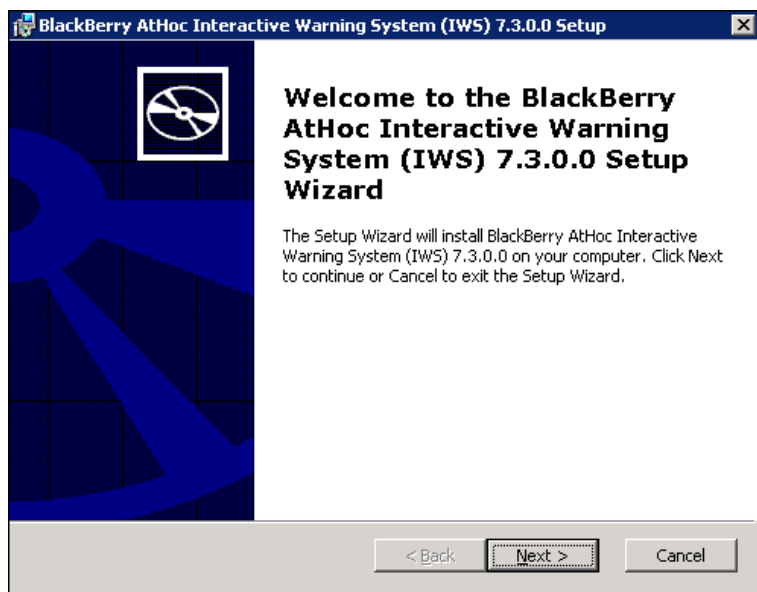 BlackBerry AtHoc Interactive Warning System (IWS) 7.3.0.0 Setup
Welcome to the BlackBerry
AtHoc Interactive Warning
System (IWS) 7.3.0.0 Setup
Wizard
The Setup Wizard will install BlackBerry AtHoc Interactive
Warning System (IWS) 7.3.0.0 on your computer. Click Next
to continue or Cancel to exit the Setup Wizard.
< Back
Next >
Cancel